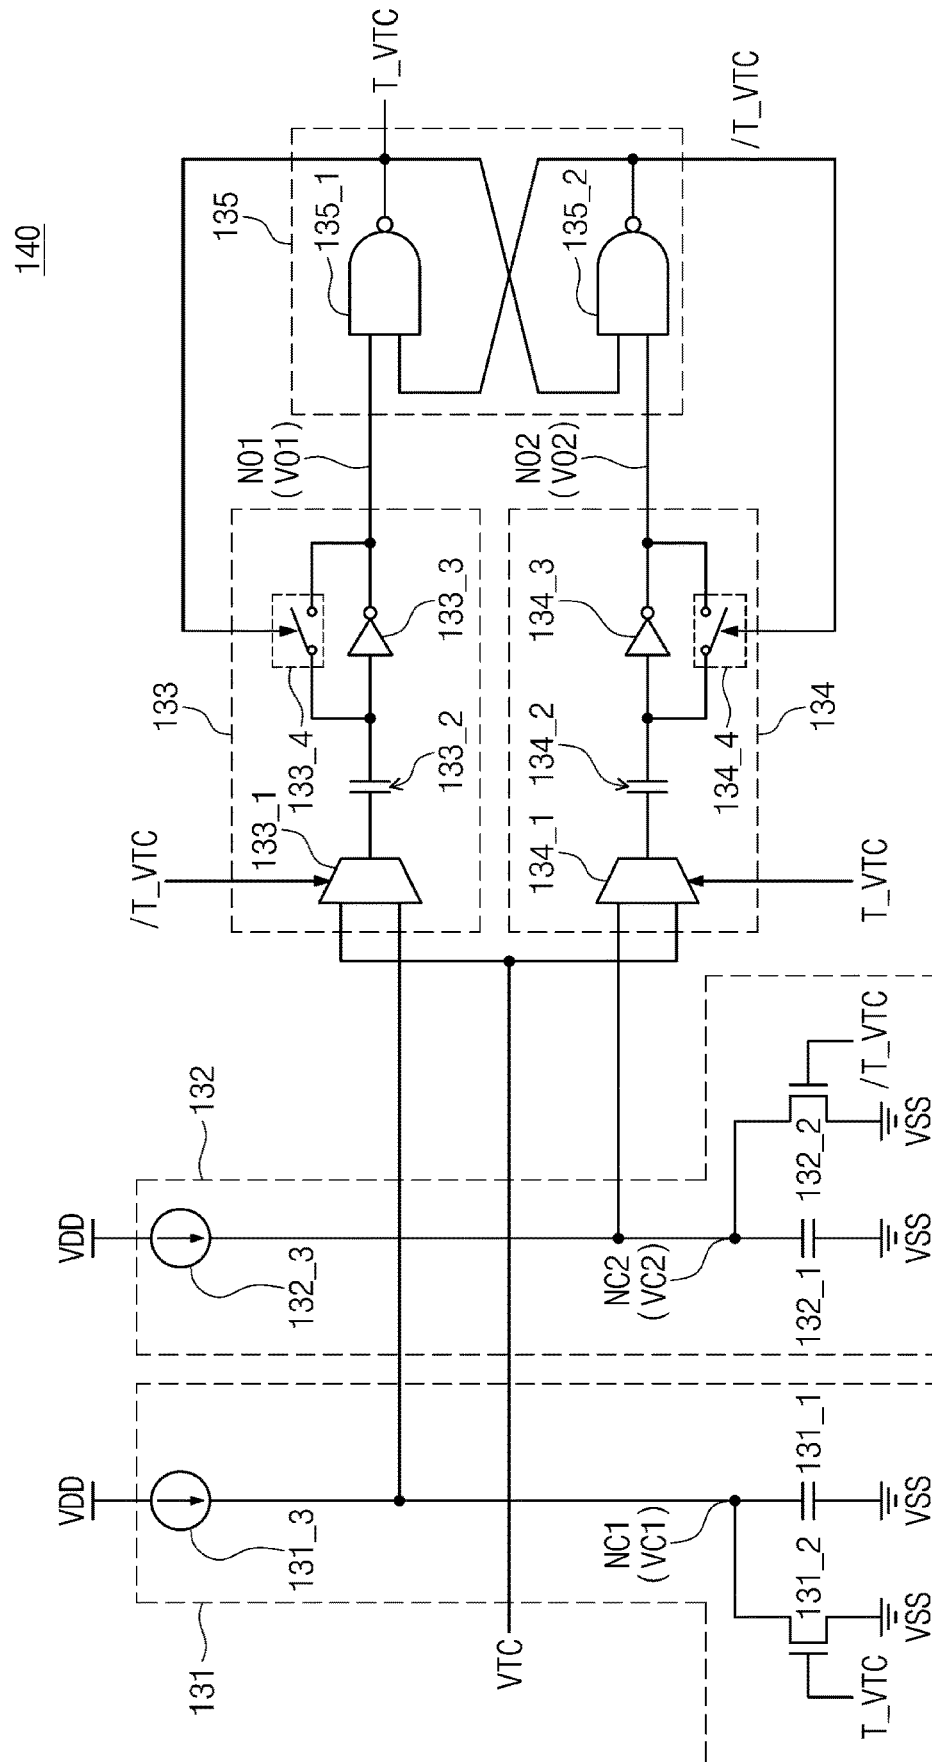 140
T_VTC
/T_VTC
135
135_1
135_2
N01
(V01)
N02
(V02)
133
133_4
133_3
133_2
133_1
/T_VTC
134_3
134_2
134_1
134_4
134
T_VTC
132
VDD
132_3
NC2
(VC2)
132_1
132_2
/T_VTC
VSS
VSS
VDD
131_3
131
NC1
(VC1)
131_1
131_2
VSS
VSS
T_VTC
VTC